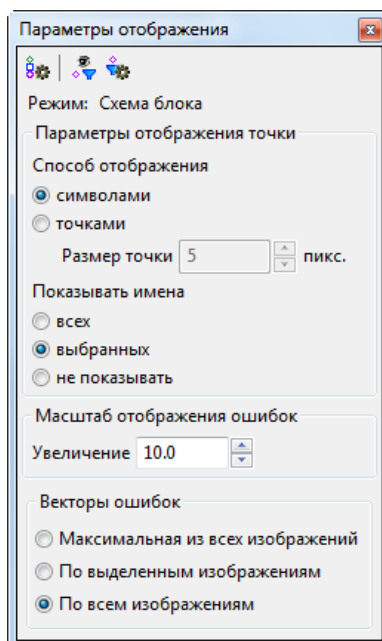 Параметры отображения
Режим: Схема блока
Параметры отображения точки
Способ отображения
символами
точками
Размер точки 5 пикс.
Показывать имена
всех
выбранных
не показывать
Масштаб отображения ошибок
Увеличение 10.0
Векторы ошибок
Максимальная из всех изображений
По выделенным изображениям
По всем изображениям